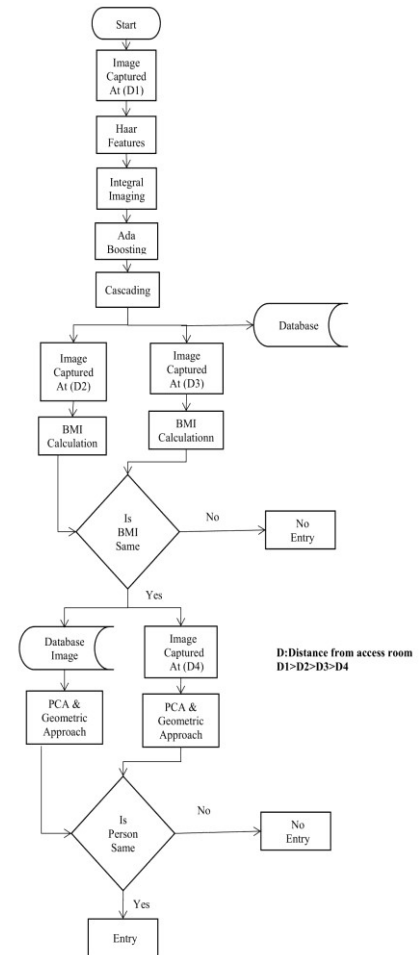 Start
Image
Captured
At (D1)
Haar
Features
Integral
Imaging
Ada
Boosting
Cascading
Database
Image
Captured
At (D2)
Image
Captured
At (D3)
BMI
Calculation
BMI
Calculationn
Is
BMI
Same
No
No
Entry
Yes
Database
Image
Image
Captured
At (D4)
D:Distance from access room
D1>D2>D3>D4
PCA &
Geometric
Approach
PCA &
Geometric
Approach
Is
Person
Same
No
No
Entry
Yes
Entry